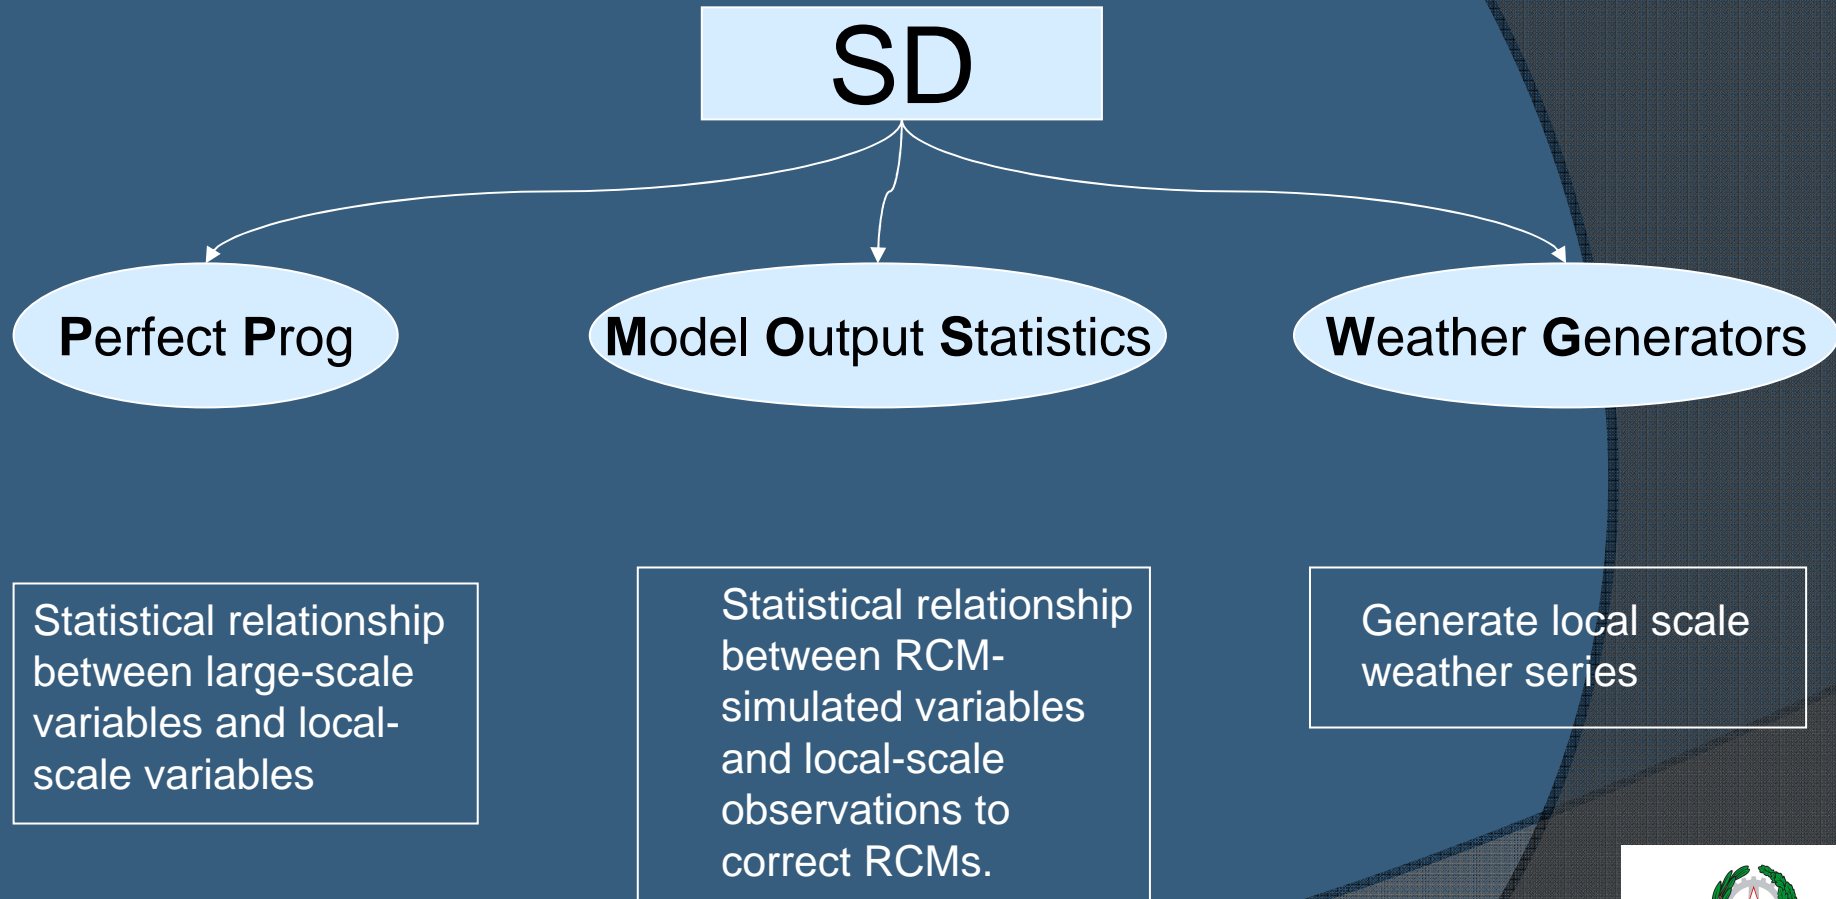 SD
Perfect Prog
Model Output Statistics
Weather Generators
Statistical relationship
between large-scale
variables and local-
scale variables
Statistical relationship
between RCM-
simulated variables
and local-scale
observations to
correct RCMs.
Generate local scale
weather series